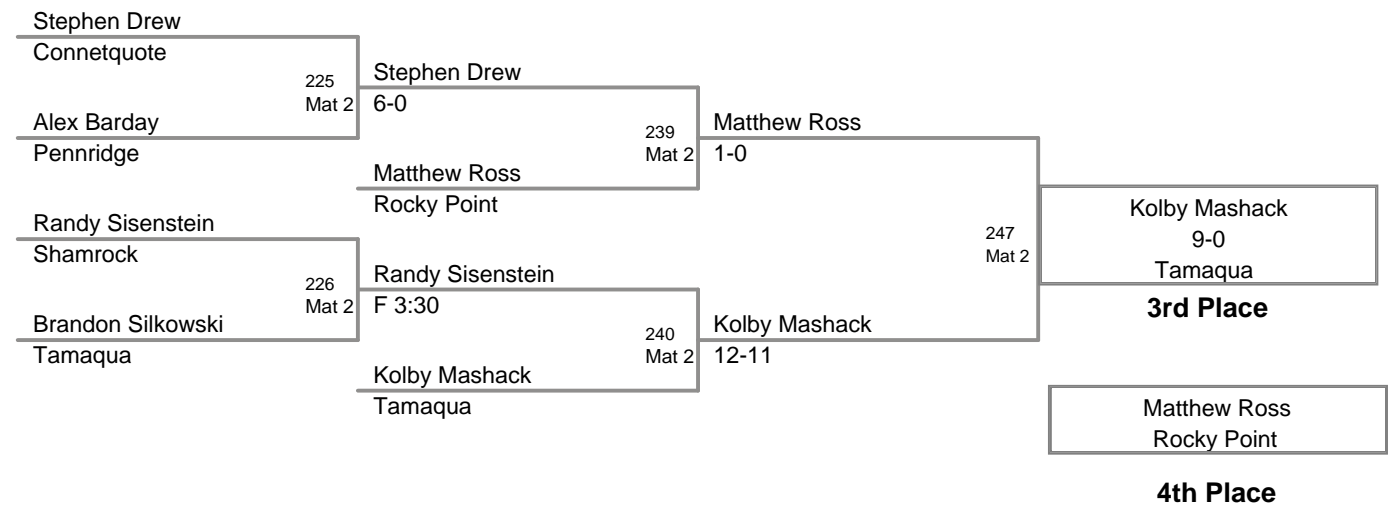 Stephen Drew
Connetquote
225
Mat 2
Alex Barday
Pennridge
Stephen Drew
6-0
239
Mat 2
Matthew Ross
Rocky Point
Matthew Ross
1-0
Randy Sisenstein
Shamrock
226
Mat 2
Brandon Silkowski
Tamaqua
Randy Sisenstein
F 3:30
240
Mat 2
Kolby Mashack
Tamaqua
Kolby Mashack
12-11
247
Mat 2
Kolby Mashack
9-0
Tamaqua
3rd Place
Matthew Ross
Rocky Point
4th Place